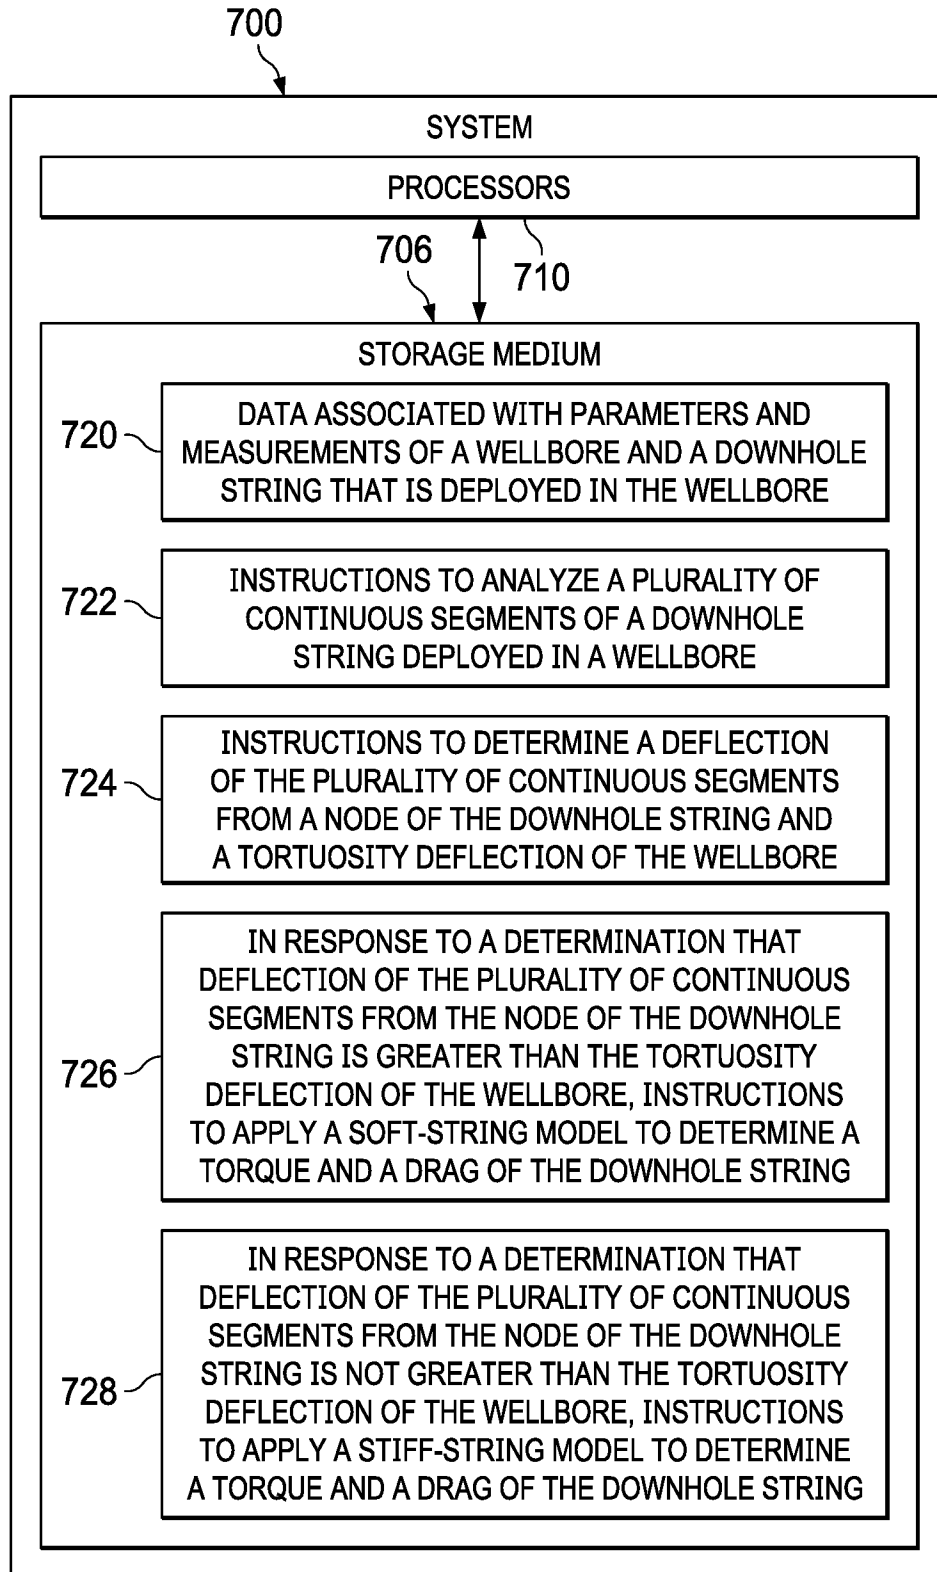 700
SYSTEM
PROCESSORS
706
710
STORAGE MEDIUM
720
DATA ASSOCIATED WITH PARAMETERS AND
MEASUREMENTS OF A WELLBORE AND A DOWNHOLE
STRING THAT IS DEPLOYED IN THE WELLBORE
722
INSTRUCTIONS TO ANALYZE A PLURALITY OF
CONTINUOUS SEGMENTS OF A DOWNHOLE
STRING DEPLOYED IN A WELLBORE
724
INSTRUCTIONS TO DETERMINE A DEFLECTION
OF THE PLURALITY OF CONTINUOUS SEGMENTS
FROM A NODE OF THE DOWNHOLE STRING AND
A TORTUOSITY DEFLECTION OF THE WELLBORE
726
IN RESPONSE TO A DETERMINATION THAT
DEFLECTION OF THE PLURALITY OF CONTINUOUS
SEGMENTS FROM THE NODE OF THE DOWNHOLE
STRING IS GREATER THAN THE TORTUOSITY
DEFLECTION OF THE WELLBORE, INSTRUCTIONS
TO APPLY A SOFT-STRING MODEL TO DETERMINE A
TORQUE AND A DRAG OF THE DOWNHOLE STRING
728
IN RESPONSE TO A DETERMINATION THAT
DEFLECTION OF THE PLURALITY OF CONTINUOUS
SEGMENTS FROM THE NODE OF THE DOWNHOLE
STRING IS NOT GREATER THAN THE TORTUOSITY
DEFLECTION OF THE WELLBORE, INSTRUCTIONS
TO APPLY A STIFF-STRING MODEL TO DETERMINE
A TORQUE AND A DRAG OF THE DOWNHOLE STRING